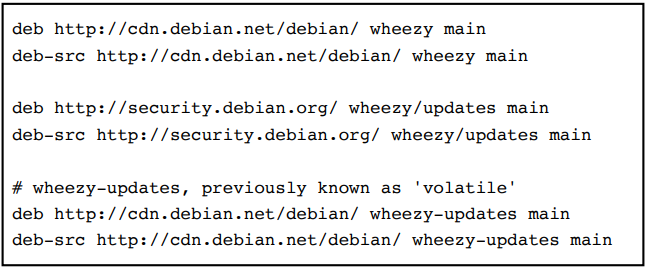 deb http://cdn.debian.net/debian/ wheezy main
deb-src http://cdn.debian.net/debian/ wheezy main
deb http://security.debian.org/ wheezy/updates main
deb-src http://security.debian.org/ wheezy/updates main
# wheezy-updates, previously known as 'volatile'
deb http://cdn.debian.net/debian/ wheezy-updates main
deb-src http://cdn.debian.net/debian/ wheezy-updates main